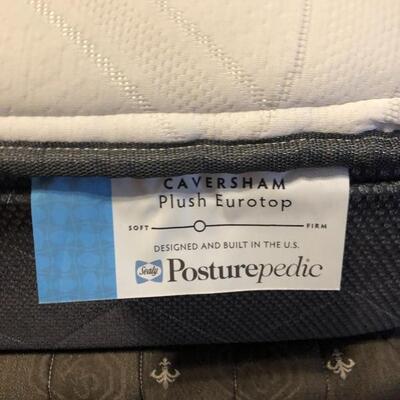 CAVERSHAM
Plush Eurotop
SOFT FIRM
DESIGNED AND BUILT IN THE U.S.
Sealy Posturepedic